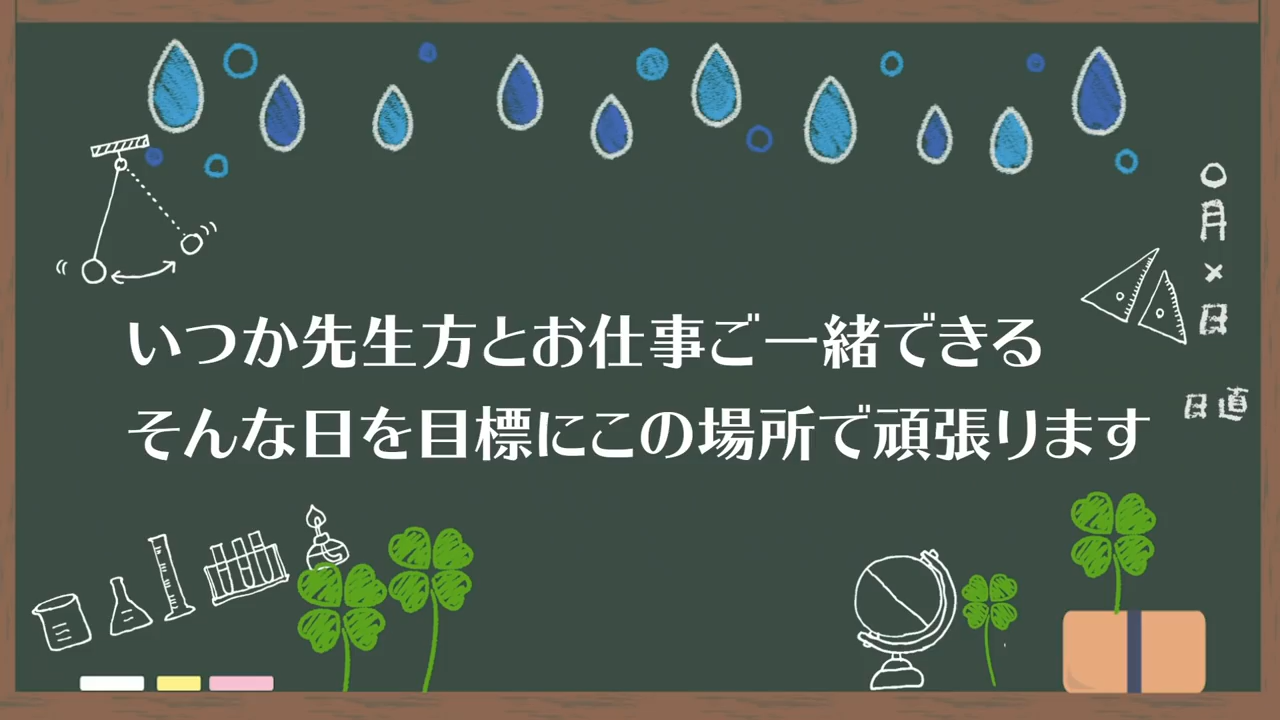 いつか先生方とお仕事ご一緒できる
そんな日を目標にこの場所で頑張ります
〇月×日
日直